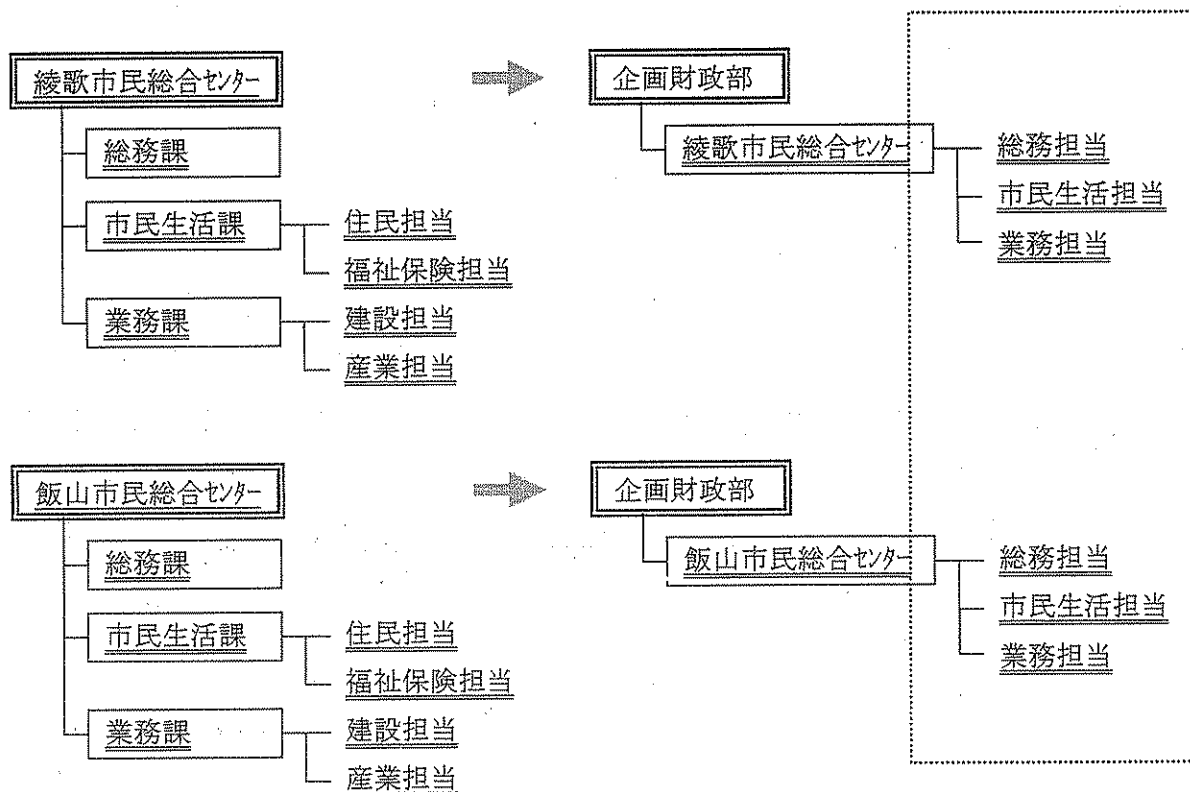 綾歌市民総合センター
総務課
市民生活課
住民担当
福祉保険担当
業務課
建設担当
産業担当
企画財政部
綾歌市民総合センター
総務担当
市民生活担当
業務担当
飯山市民総合センター
総務課
市民生活課
住民担当
福祉保険担当
業務課
建設担当
産業担当
企画財政部
飯山市民総合センター
総務担当
市民生活担当
業務担当